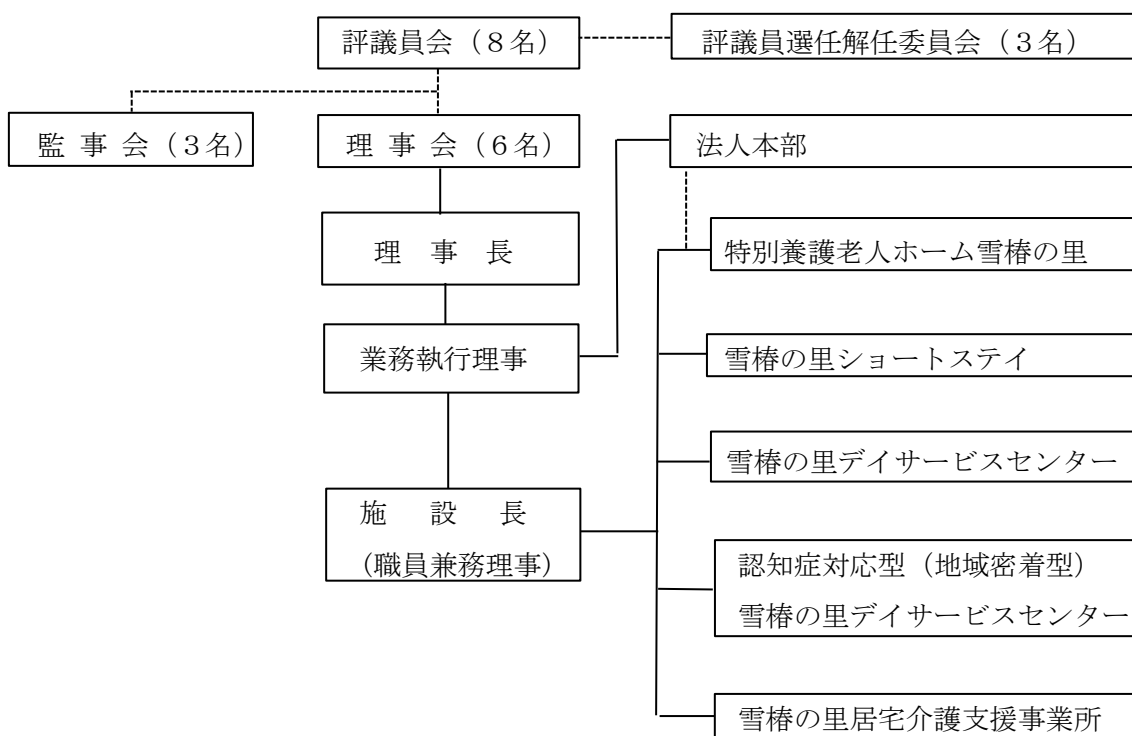 評議員会（８名）
評議員選任解任委員会（３名）
監 事 会（３名）
理 事 会（６名）
法人本部
理　事　長
特別養護老人ホーム雪椿の里
業務執行理事
雪椿の里ショートステイ
雪椿の里デイサービスセンター
施　設　長
（職員兼務理事）
認知症対応型（地域密着型）
雪椿の里デイサービスセンター
雪椿の里居宅介護支援事業所